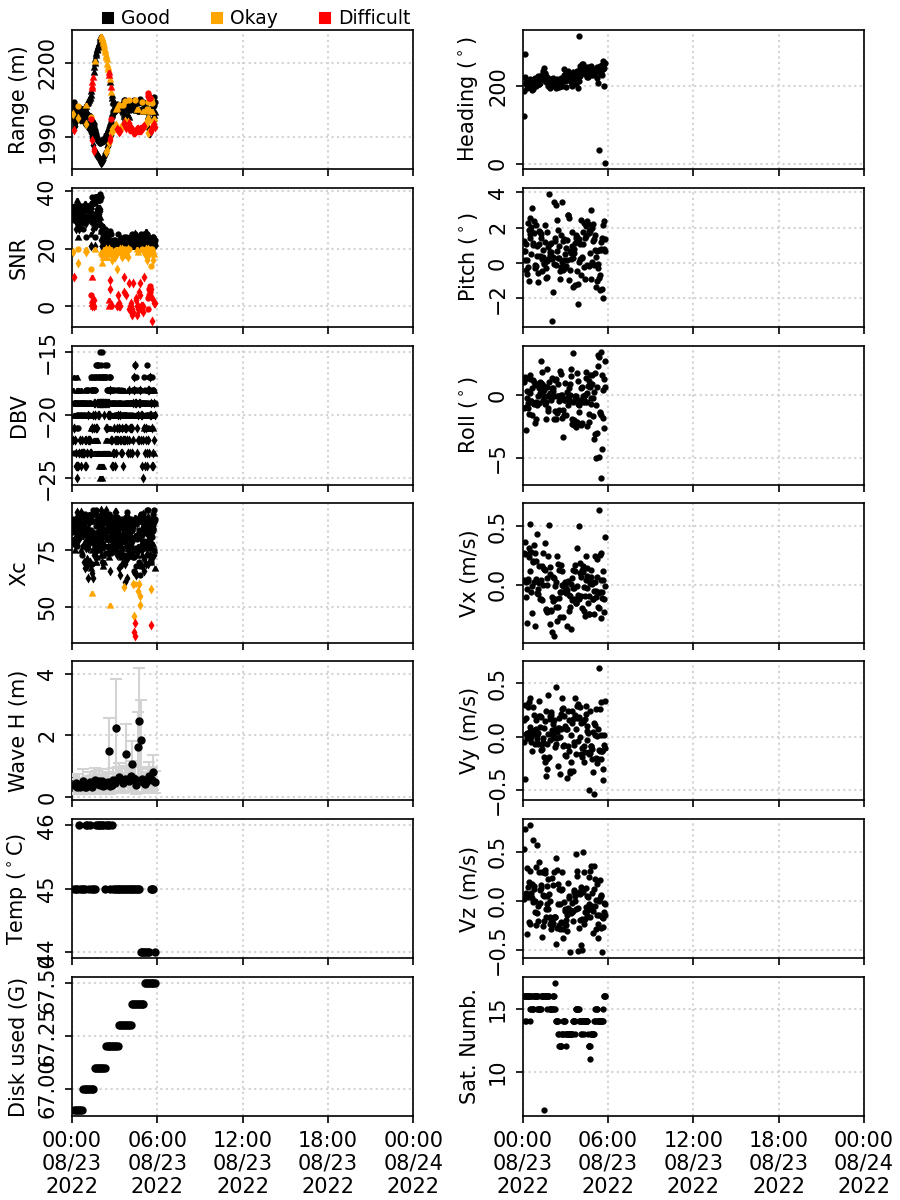 Good Okay Difficult
Range (m)
2200
1990
Heading (°)
200
0
SNR
40
20
0
Pitch (°)
4
2
0
−2
DBV
−15
−20
−25
Roll (°)
0
−5
Xc
75
50
Vx (m/s)
0.5
0.0
Wave H (m)
4
2
0
Vy (m/s)
0.5
0.0
−0.5
Temp (°C)
46
45
44
Vz (m/s)
0.5
0.0
−0.5
Disk used (G)
67.50
67.25
67.00
Sat. Numb.
15
10
00:00 06:00 12:00 18:00 00:00
08/23 08/23 08/23 08/23 08/24
2022 2022 2022 2022 2022
00:00 06:00 12:00 18:00 00:00
08/23 08/23 08/23 08/23 08/24
2022 2022 2022 2022 2022